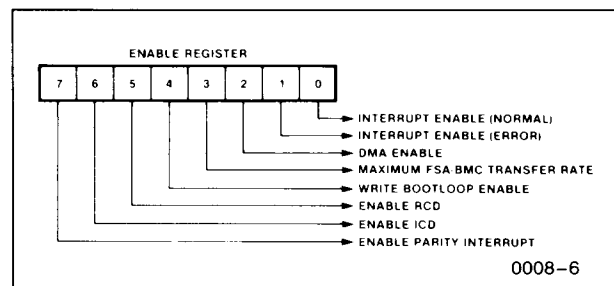 ENABLE REGISTER
7 6 5 4 3 2 1 0
INTERRUPT ENABLE (NORMAL)
INTERRUPT ENABLE (ERROR)
DMA ENABLE
MAXIMUM FSA-BMC TRANSFER RATE
WRITE BOOTLOOP ENABLE
ENABLE RCD
ENABLE ICD
ENABLE PARITY INTERRUPT
0008–6